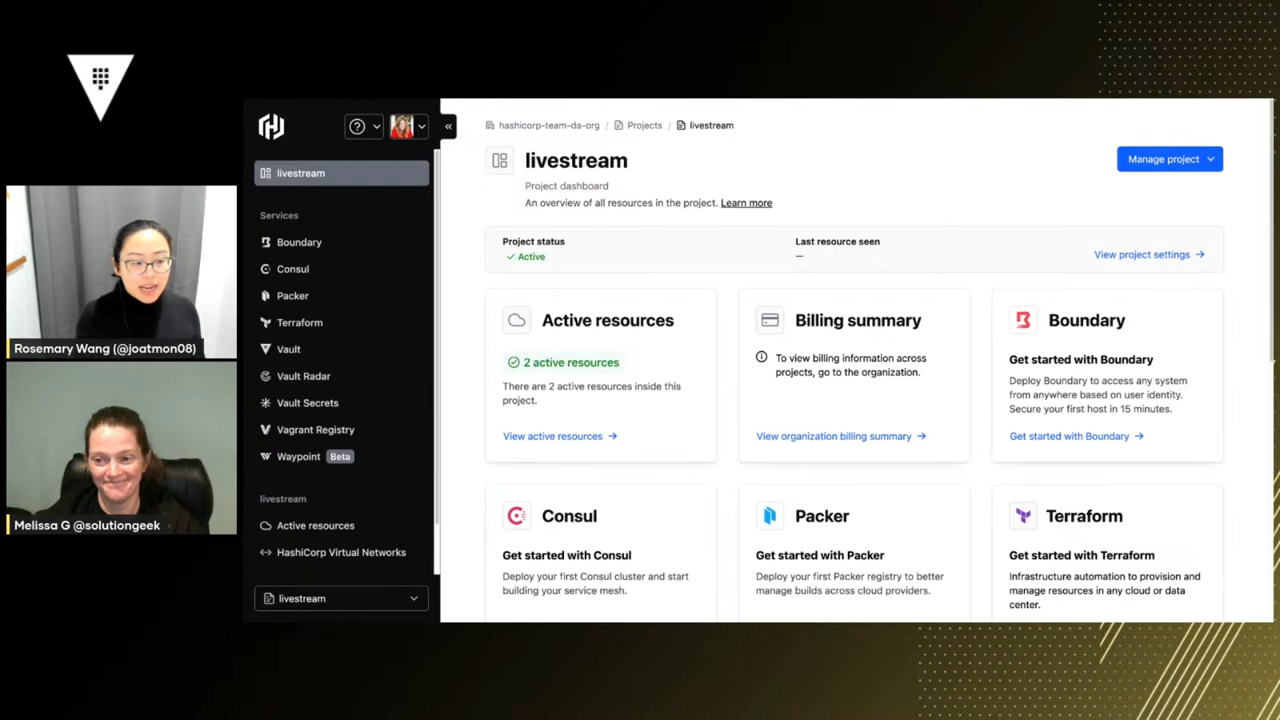 Rosemary Wang (@joatmon08)
Melissa G @solutiongeek
livestream
Services
Boundary
Consul
Packer
Terraform
Vault
Vault Radar
Vault Secrets
Vagrant Registry
Waypoint Beta
livestream
Active resources
HashiCorp Virtual Networks
livestream
hashicorp-team-da-org / Projects / livestream
livestream
Manage project
Project dashboard
An overview of all resources in the project. Learn more
Project status
Active
Last resource seen
—
View project settings
Active resources
2 active resources
There are 2 active resources inside this
project.
View active resources
Billing summary
To view billing information across
projects, go to the organization.
View organization billing summary
Boundary
Get started with Boundary
Deploy Boundary to access any system
from anywhere based on user identity.
Secure your first host in 15 minutes.
Get started with Boundary
Consul
Get started with Consul
Deploy your first Consul cluster and start
building your service mesh.
Packer
Get started with Packer
Deploy your first Packer registry to better
manage builds across cloud providers.
Terraform
Get started with Terraform
Infrastructure automation to provision and
manage resources in any cloud or data
center.